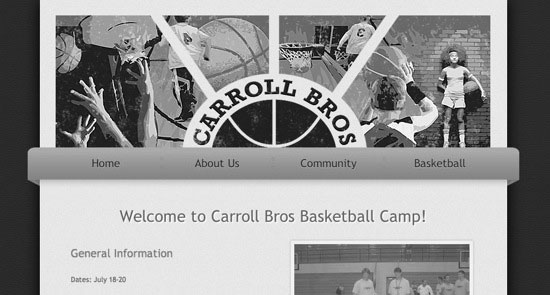 CARROLL BROS
Home
About Us
Community
Basketball
Welcome to Carroll Bros Basketball Camp!
General Information
Dates: July 18-20